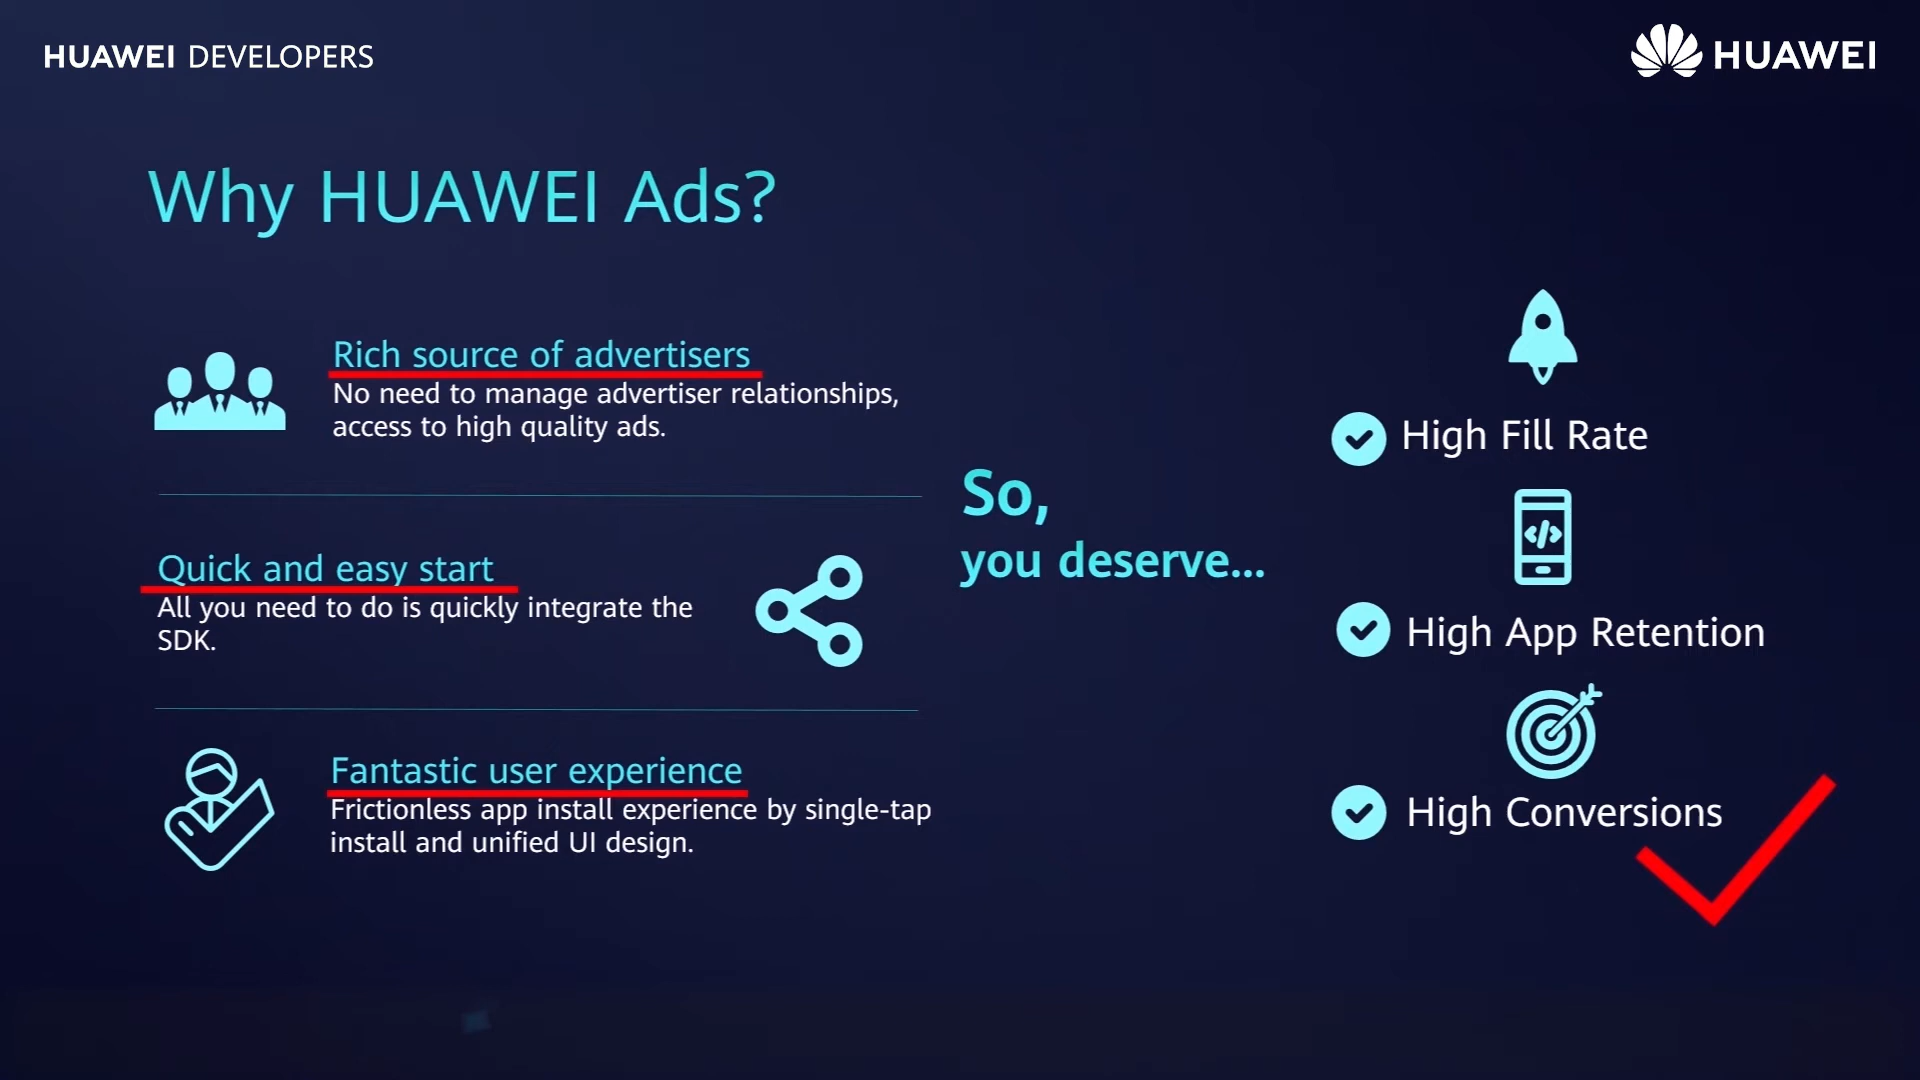 HUAWEI DEVELOPERS
HUAWEI
Why HUAWEI Ads?
Rich source of advertisers
No need to manage advertiser relationships,
access to high quality ads.
Quick and easy start
All you need to do is quickly integrate the
SDK.
Fantastic user experience
Frictionless app install experience by single-tap
install and unified UI design.
So,
you deserve...
High Fill Rate
High App Retention
High Conversions